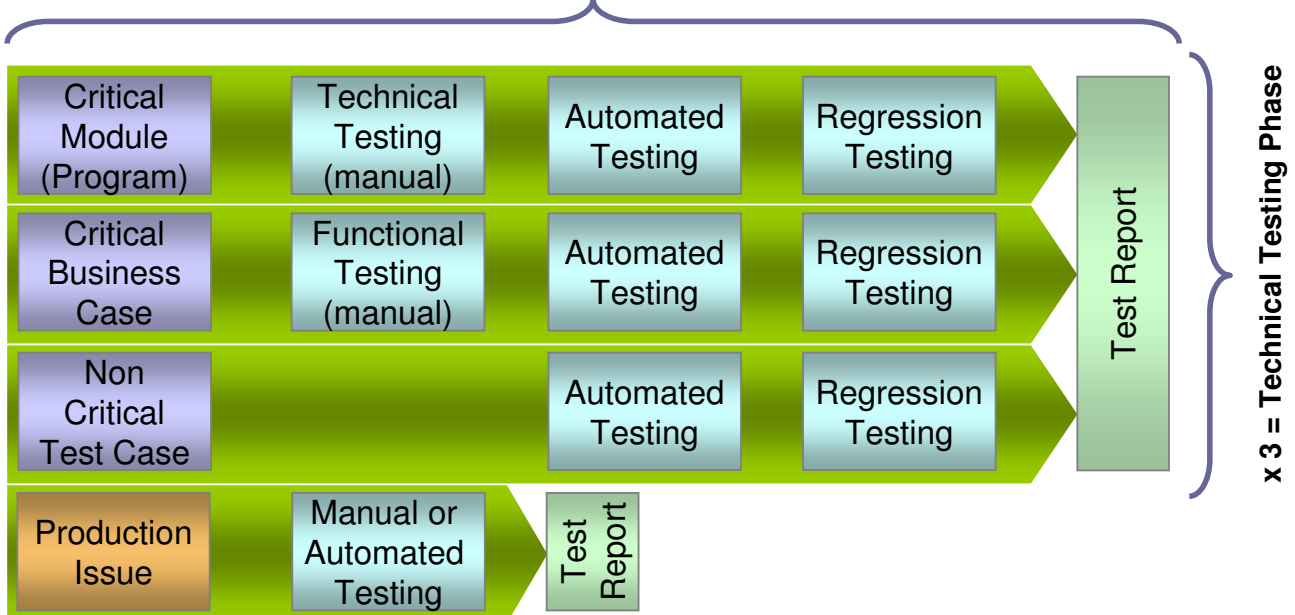 Critical
Module
(Program)
Technical
Testing
(manual)
Automated
Testing
Regression
Testing
Critical
Business
Case
Functional
Testing
(manual)
Automated
Testing
Regression
Testing
Non
Critical
Test Case
Automated
Testing
Regression
Testing
Test Report
x 3 = Technical Testing Phase
Production
Issue
Manual or
Automated
Testing
Test
Report